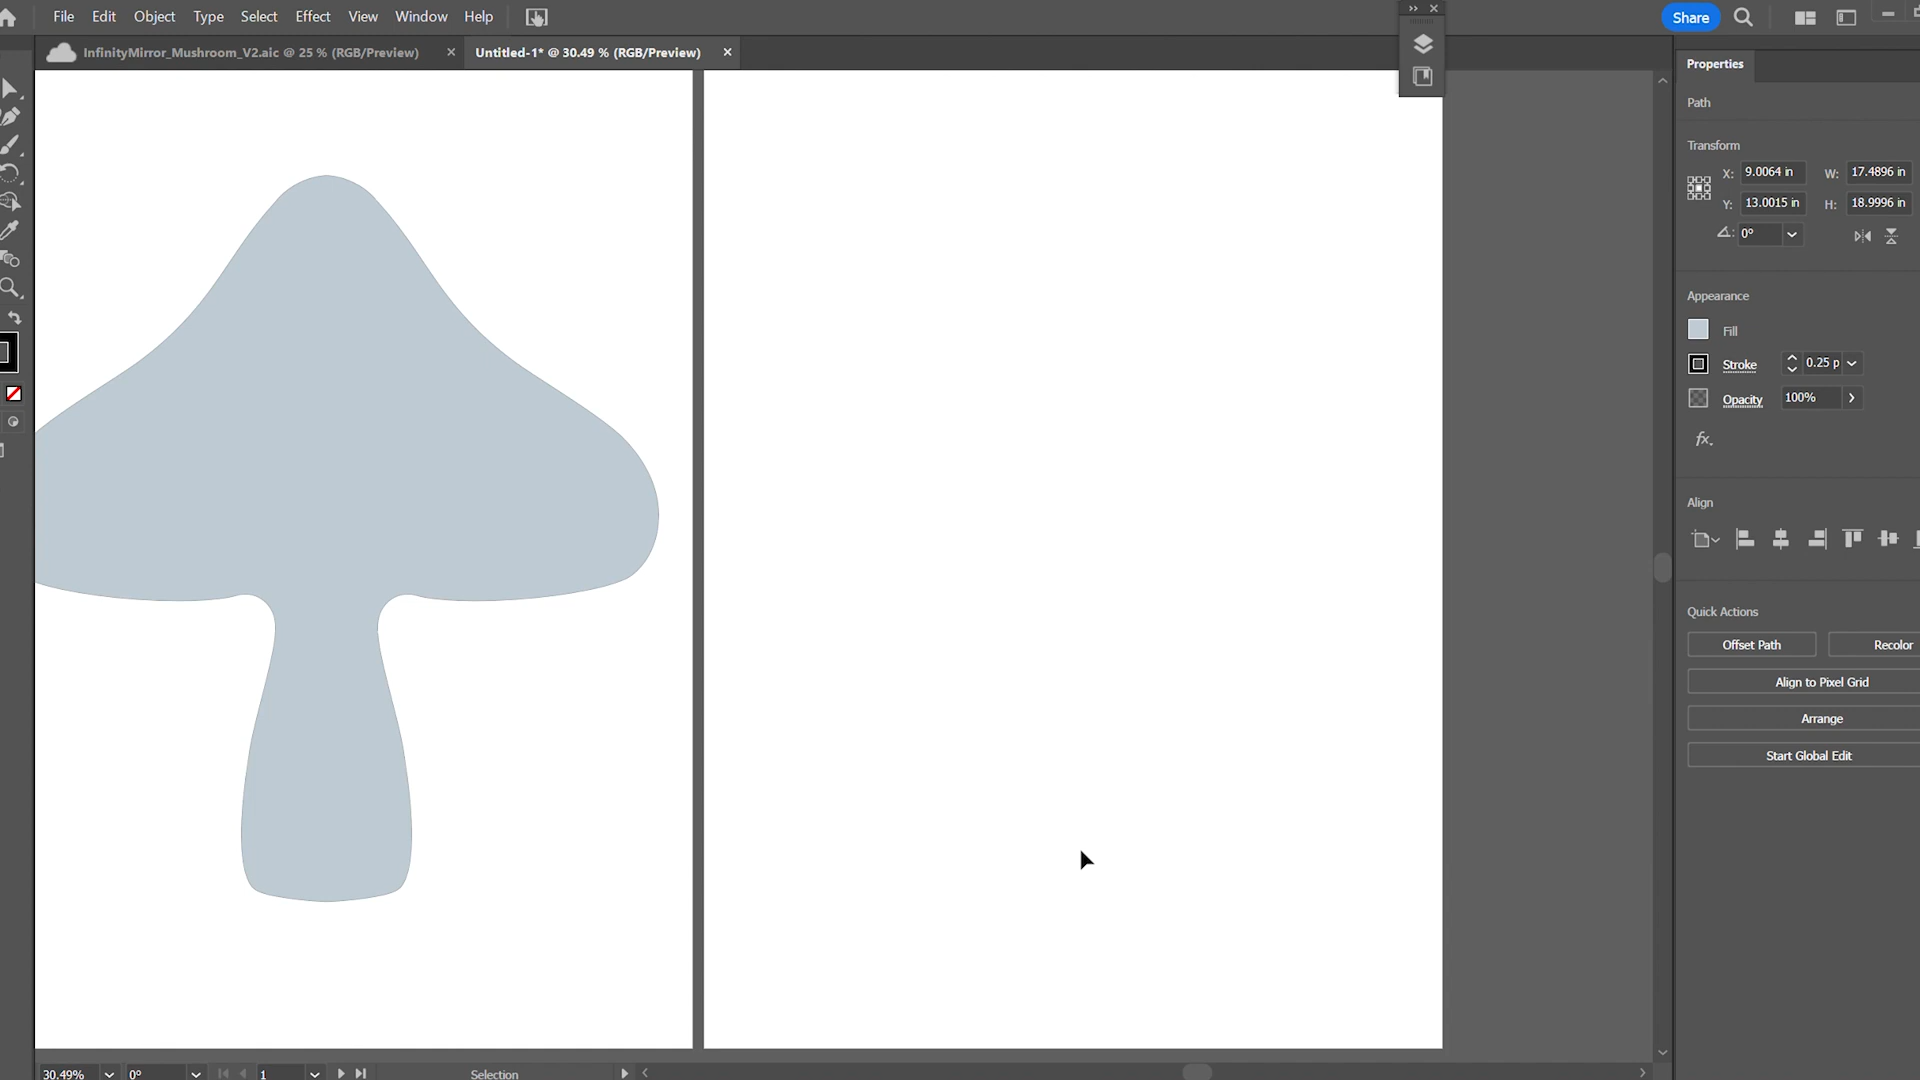 File Edit Object Type Select Effect View Window Help
Share
InfinityMirror_Mushroom_V2.aic @ 25 % (RGB/Preview) ×
Untitled-1* @ 30.49 % (RGB/Preview) ×
Properties
Path
Transform
X: 9.0064 in W: 17.4896 in
Y: 13.0015 in H: 18.9996 in
0°
Appearance
Fill
Stroke 0.25 p
Opacity 100%
fx.
Align
Quick Actions
Offset Path Recolor
Align to Pixel Grid
Arrange
Start Global Edit
30.49% 0° 1 Selection